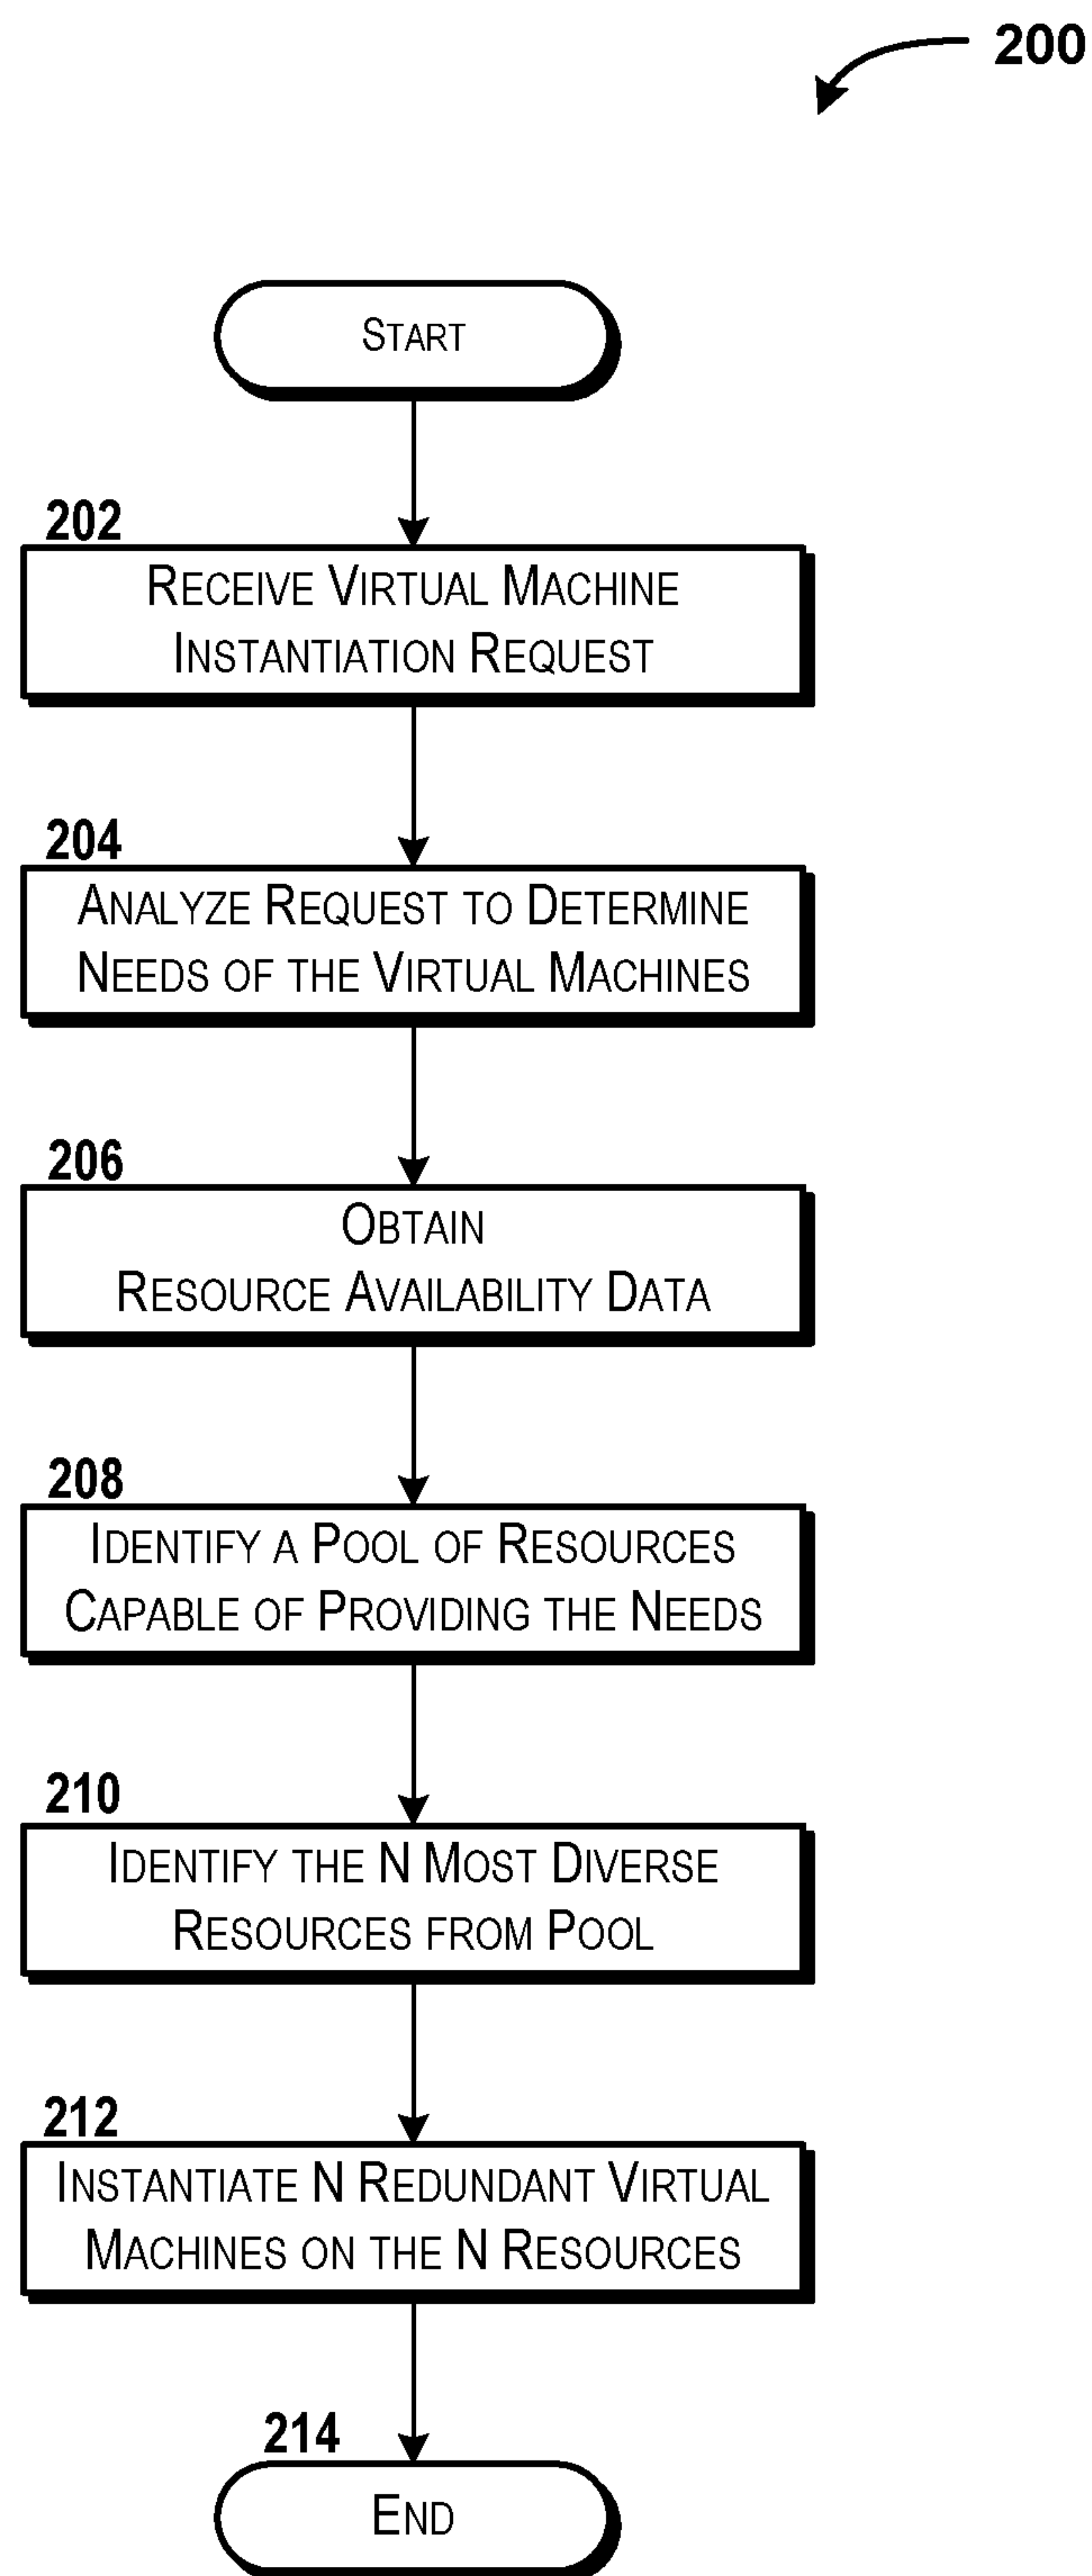 200
START
202
RECEIVE VIRTUAL MACHINE
INSTANTIATION REQUEST
204
ANALYZE REQUEST TO DETERMINE
NEEDS OF THE VIRTUAL MACHINES
206
OBTAIN
RESOURCE AVAILABILITY DATA
208
IDENTIFY A POOL OF RESOURCES
CAPABLE OF PROVIDING THE NEEDS
210
IDENTIFY THE N MOST DIVERSE
RESOURCES FROM POOL
212
INSTANTIATE N REDUNDANT VIRTUAL
MACHINES ON THE N RESOURCES
214
END